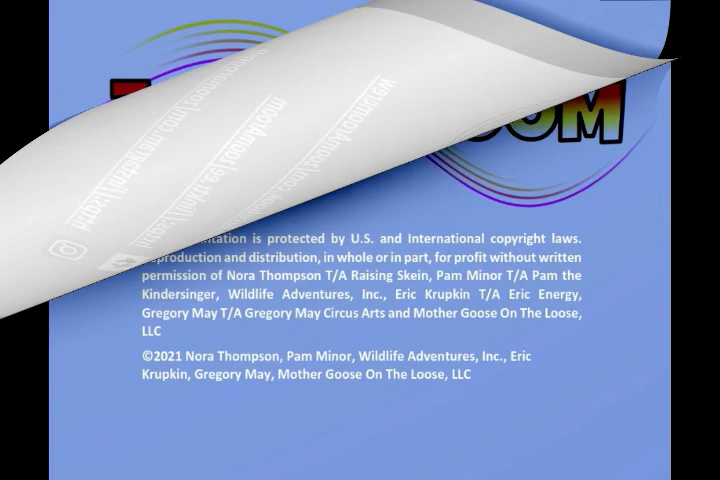 OOM
is protected by U.S. and International copyright laws.
and distribution, in whole or in part, for profit without written
permission of Nora Thompson T/A Raising Skein, Pam Minor T/A Pam the
Kindersinger, Wildlife Adventures, Inc., Eric Krupkin T/A Eric Energy,
Gregory May T/A Gregory May Circus Arts and Mother Goose On The Loose,
LLC
©2021 Nora Thompson, Pam Minor, Wildlife Adventures, Inc., Eric
Krupkin, Gregory May, Mother Goose On The Loose, LLC